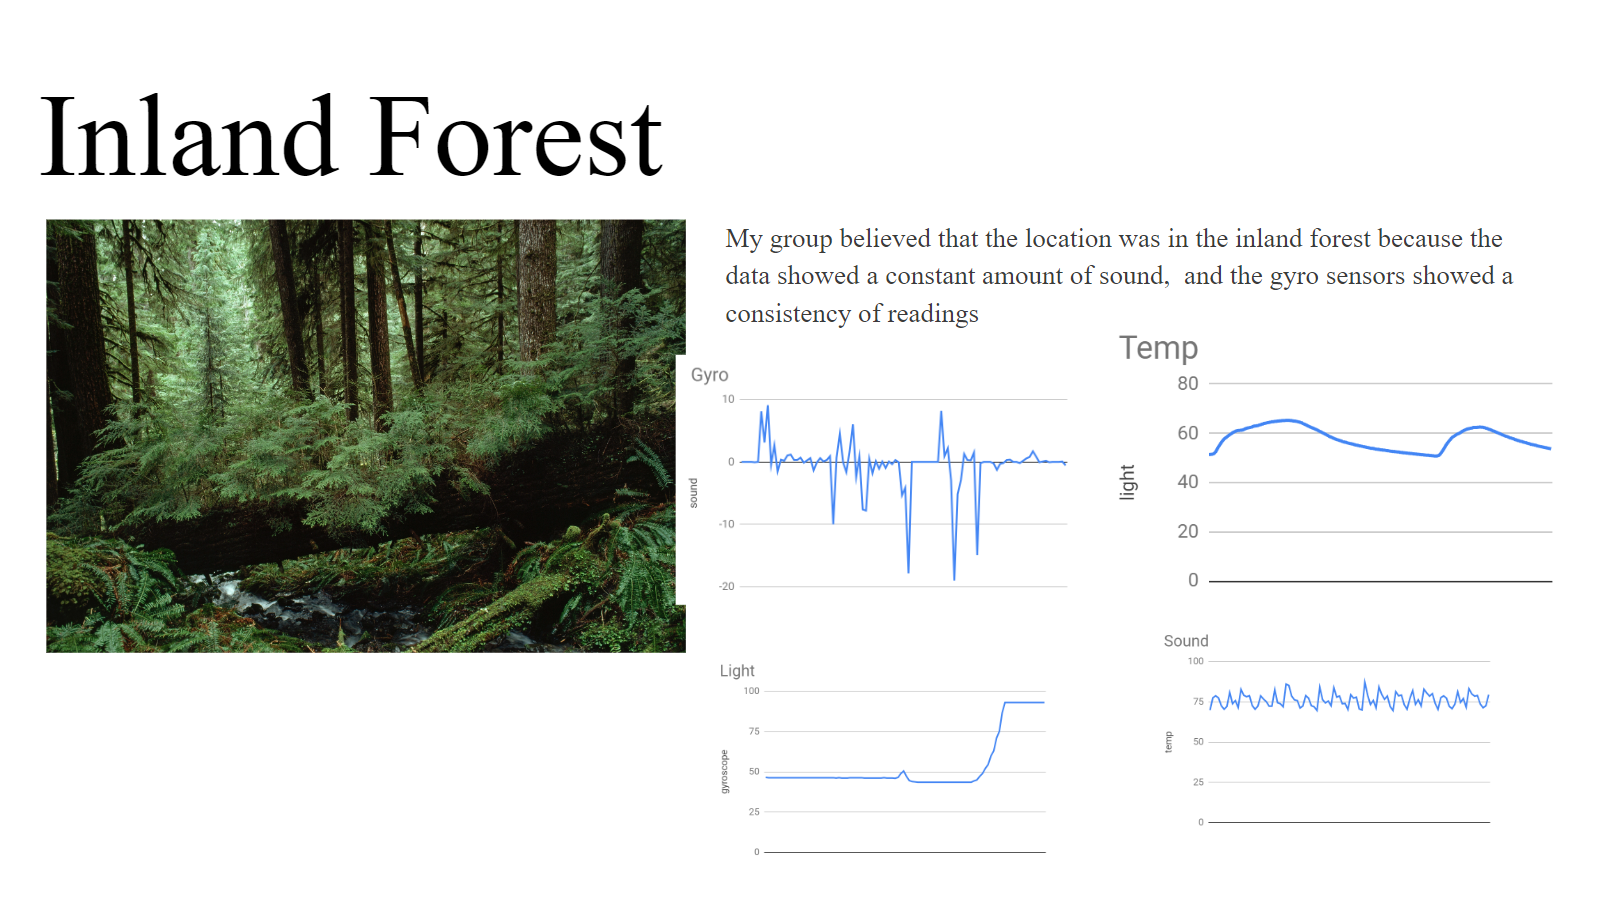 Inland Forest
My group believed that the location was in the inland forest because the
data showed a constant amount of sound,  and the gyro sensors showed a
consistency of readings
Gyro
sound
10
0
-10
-20
Temp
light
80
60
40
20
0
Light
gyroscope
100
75
50
25
0
Sound
temp
100
75
50
25
0